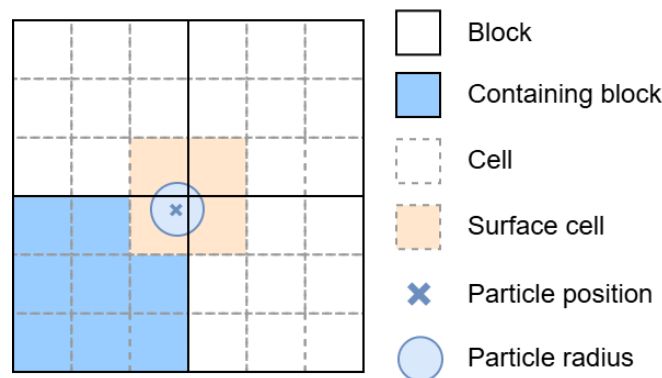 Block
Containing block
Cell
Surface cell
Particle position
Particle radius